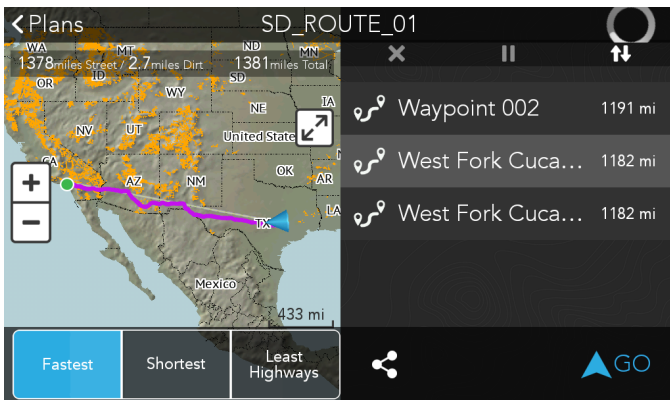 Plans
SD_ROUTE_01
WA
MT
ND
MN
1378miles Street / 2.7miles Dirt
1381miles Total
OR
ID
SD
WY
IA
NE
NV
UT
United State
CA
OK
AZ
NM
AR
LA
TX
Mexico
433 mi
+
−
Fastest
Shortest
Least
Highways
Waypoint 002
1191 mi
West Fork Cuca...
1182 mi
West Fork Cuca...
1182 mi
GO